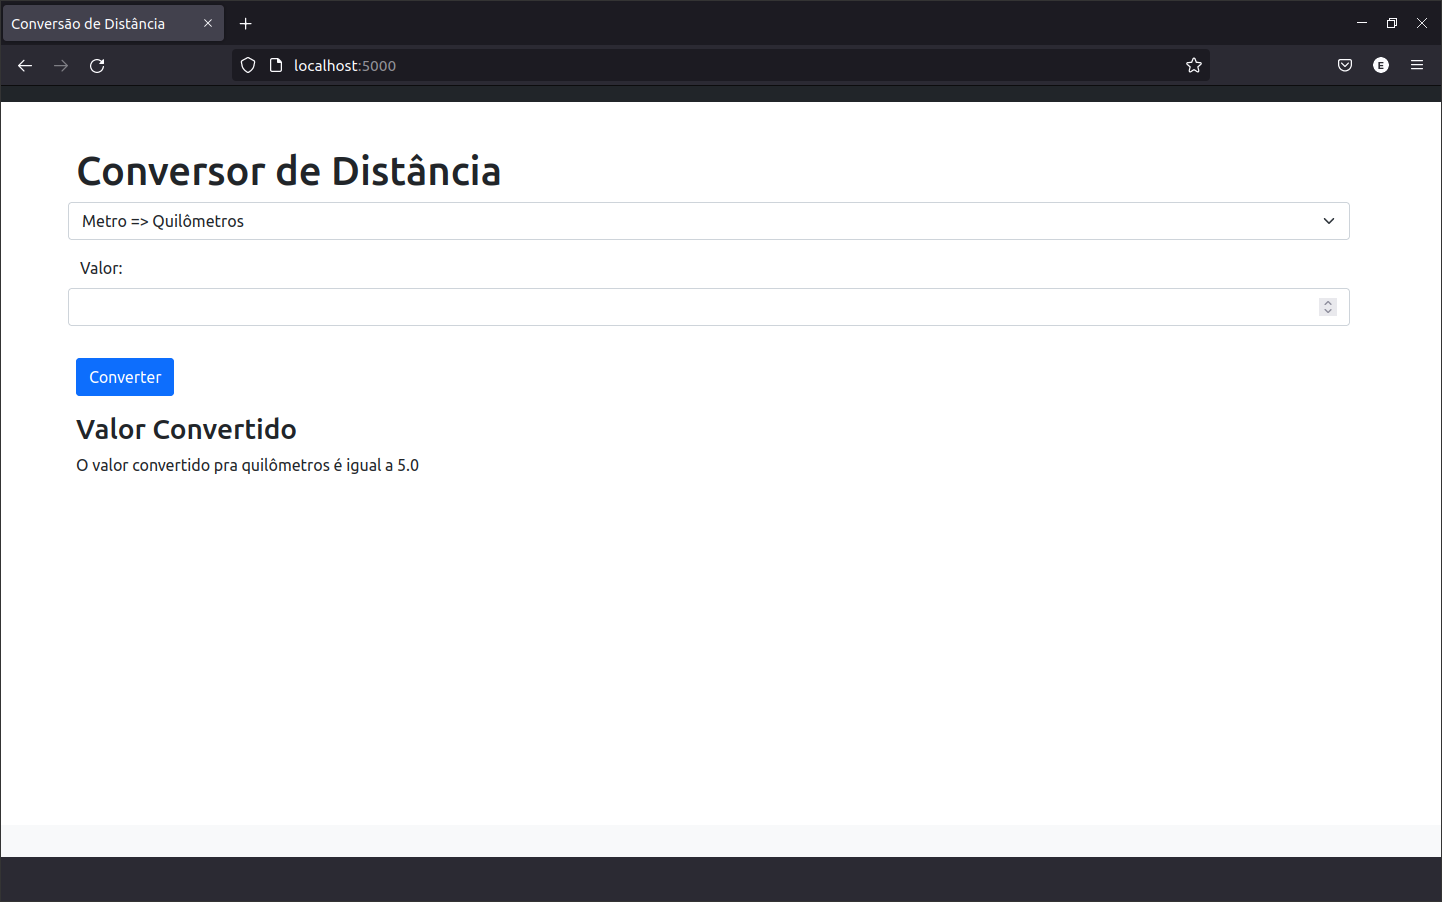 Conversão de Distância
localhost:5000
E
Conversor de Distância
Metro => Quilômetros
Valor:
Converter
Valor Convertido
O valor convertido pra quilômetros é igual a 5.0